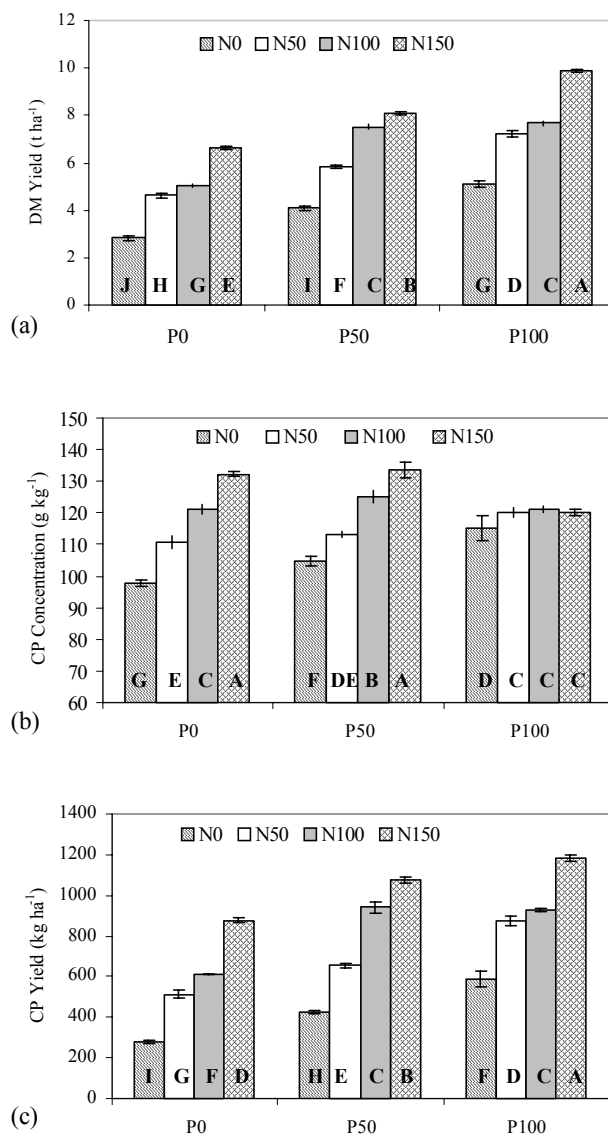 12
N0 N50 N100 N150
10
8
6
4
2
0
DM Yield (t ha-1)
J H G E I F C B G D C A
P0 P50 P100
(a)
150
N0 N50 N100 N150
140
130
120
110
100
90
80
70
60
CP Concentration (g kg-1)
G E C A F DE B A D C C C
P0 P50 P100
(b)
1400
N0 N50 N100 N150
1200
1000
800
600
400
200
0
CP Yield (kg ha-1)
I G F D H E C B F D C A
P0 P50 P100
(c)